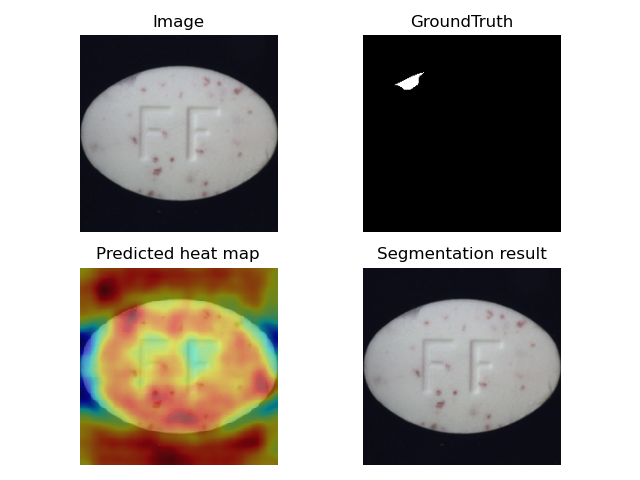 Image
GroundTruth
FF
Predicted heat map
Segmentation result
FF
FF